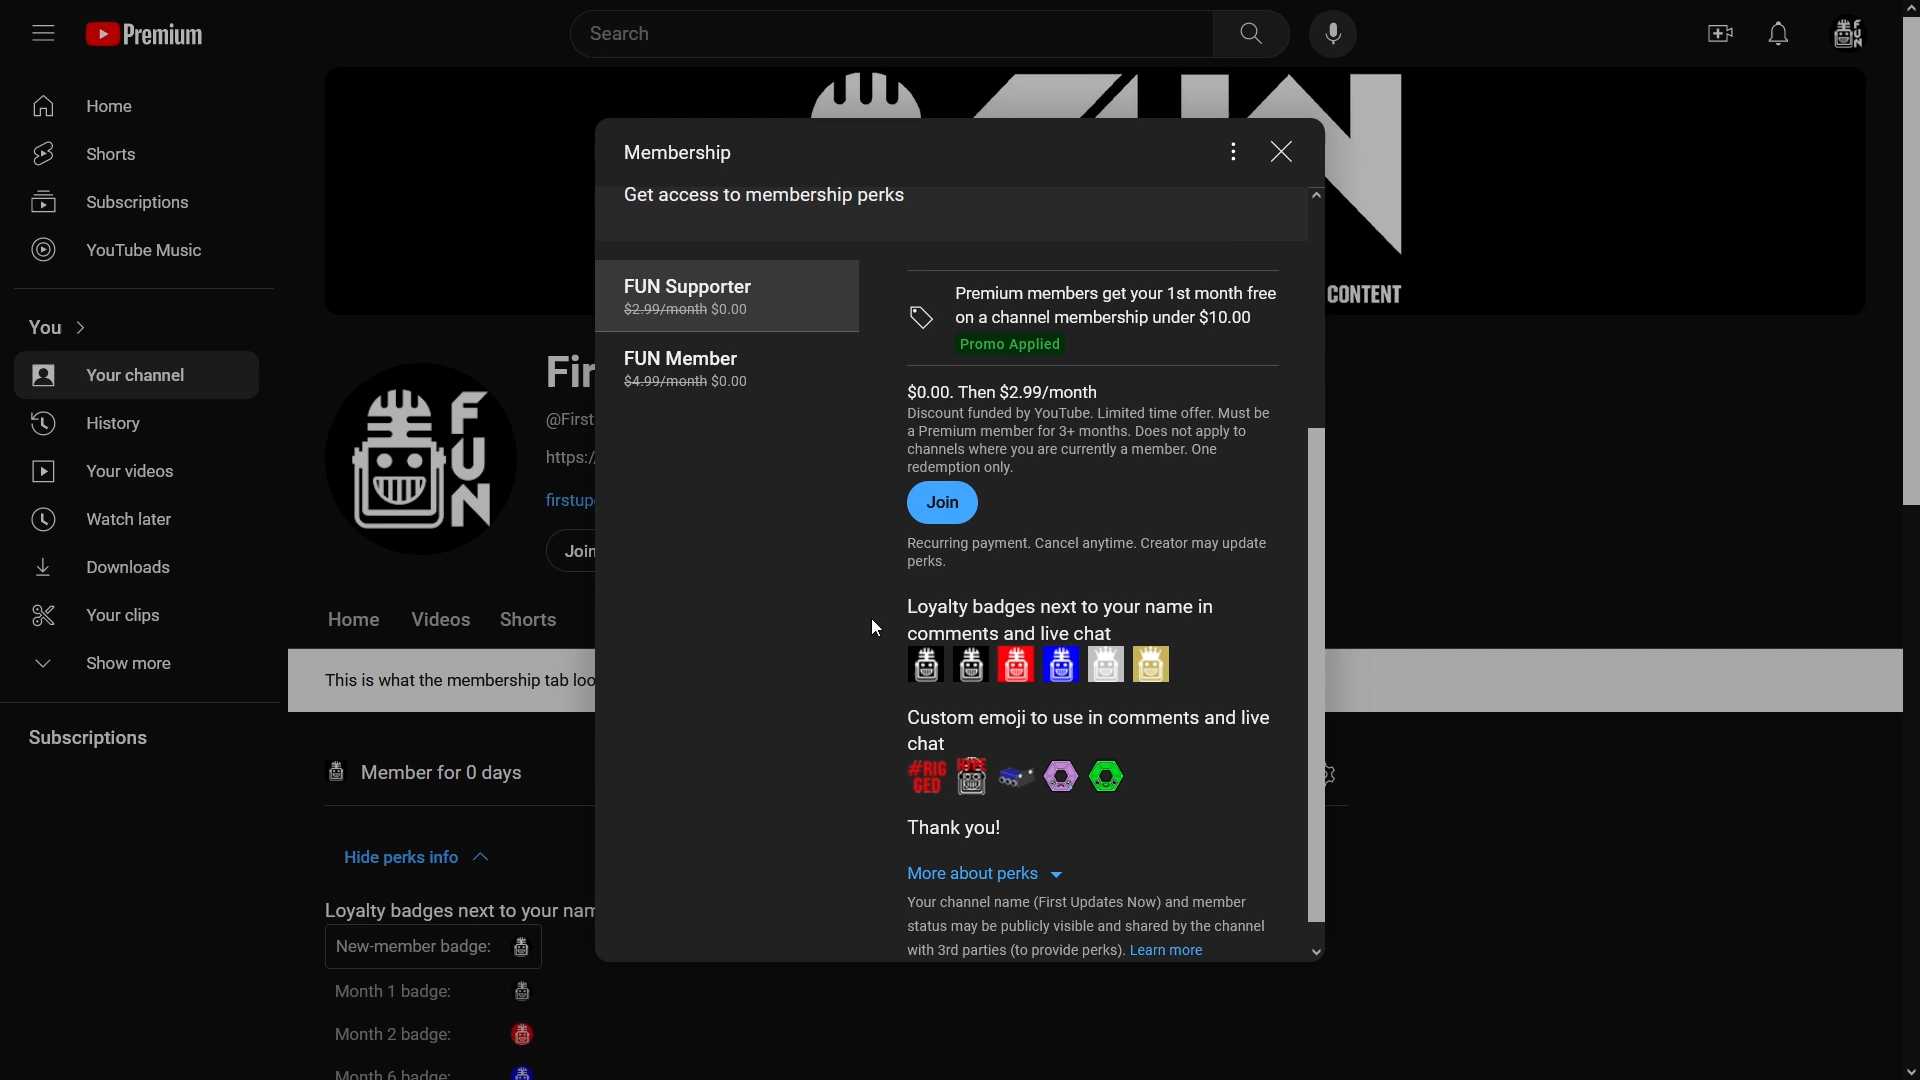 Premium
Search
Home
Shorts
Subscriptions
YouTube Music
You
Your channel
History
Your videos
Watch later
Downloads
Your clips
Show more
Subscriptions
CONTENT
FUN
Fir
@First
https:/
firstup
Join
Home Videos Shorts
This is what the membership tab loo
Member for 0 days
Hide perks info
Loyalty badges next to your nam
New-member badge:
Month 1 badge:
Month 2 badge:
Month 6 badge:
Membership
Get access to membership perks
FUN Supporter
$2.99/month $0.00
FUN Member
$4.99/month $0.00
Premium members get your 1st month free
on a channel membership under $10.00
Promo Applied
$0.00. Then $2.99/month
Discount funded by YouTube. Limited time offer. Must be
a Premium member for 3+ months. Does not apply to
channels where you are currently a member. One
redemption only.
Join
Recurring payment. Cancel anytime. Creator may update
perks.
Loyalty badges next to your name in
comments and live chat
Custom emoji to use in comments and live
chat
#RIG
GED
HYPE
Thank you!
More about perks
Your channel name (First Updates Now) and member
status may be publicly visible and shared by the channel
with 3rd parties (to provide perks). Learn more